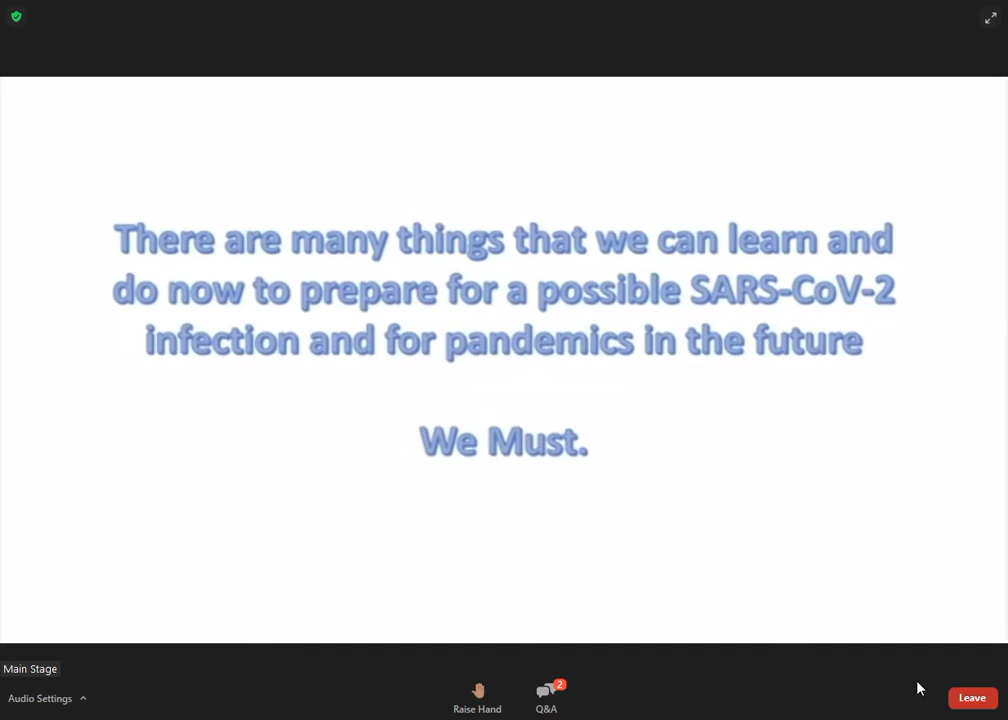 There are many things that we can learn and
do now to prepare for a possible SARS-CoV-2
infection and for pandemics in the future
We Must.
Main Stage
Audio Settings
Raise Hand
2
Q&A
Leave